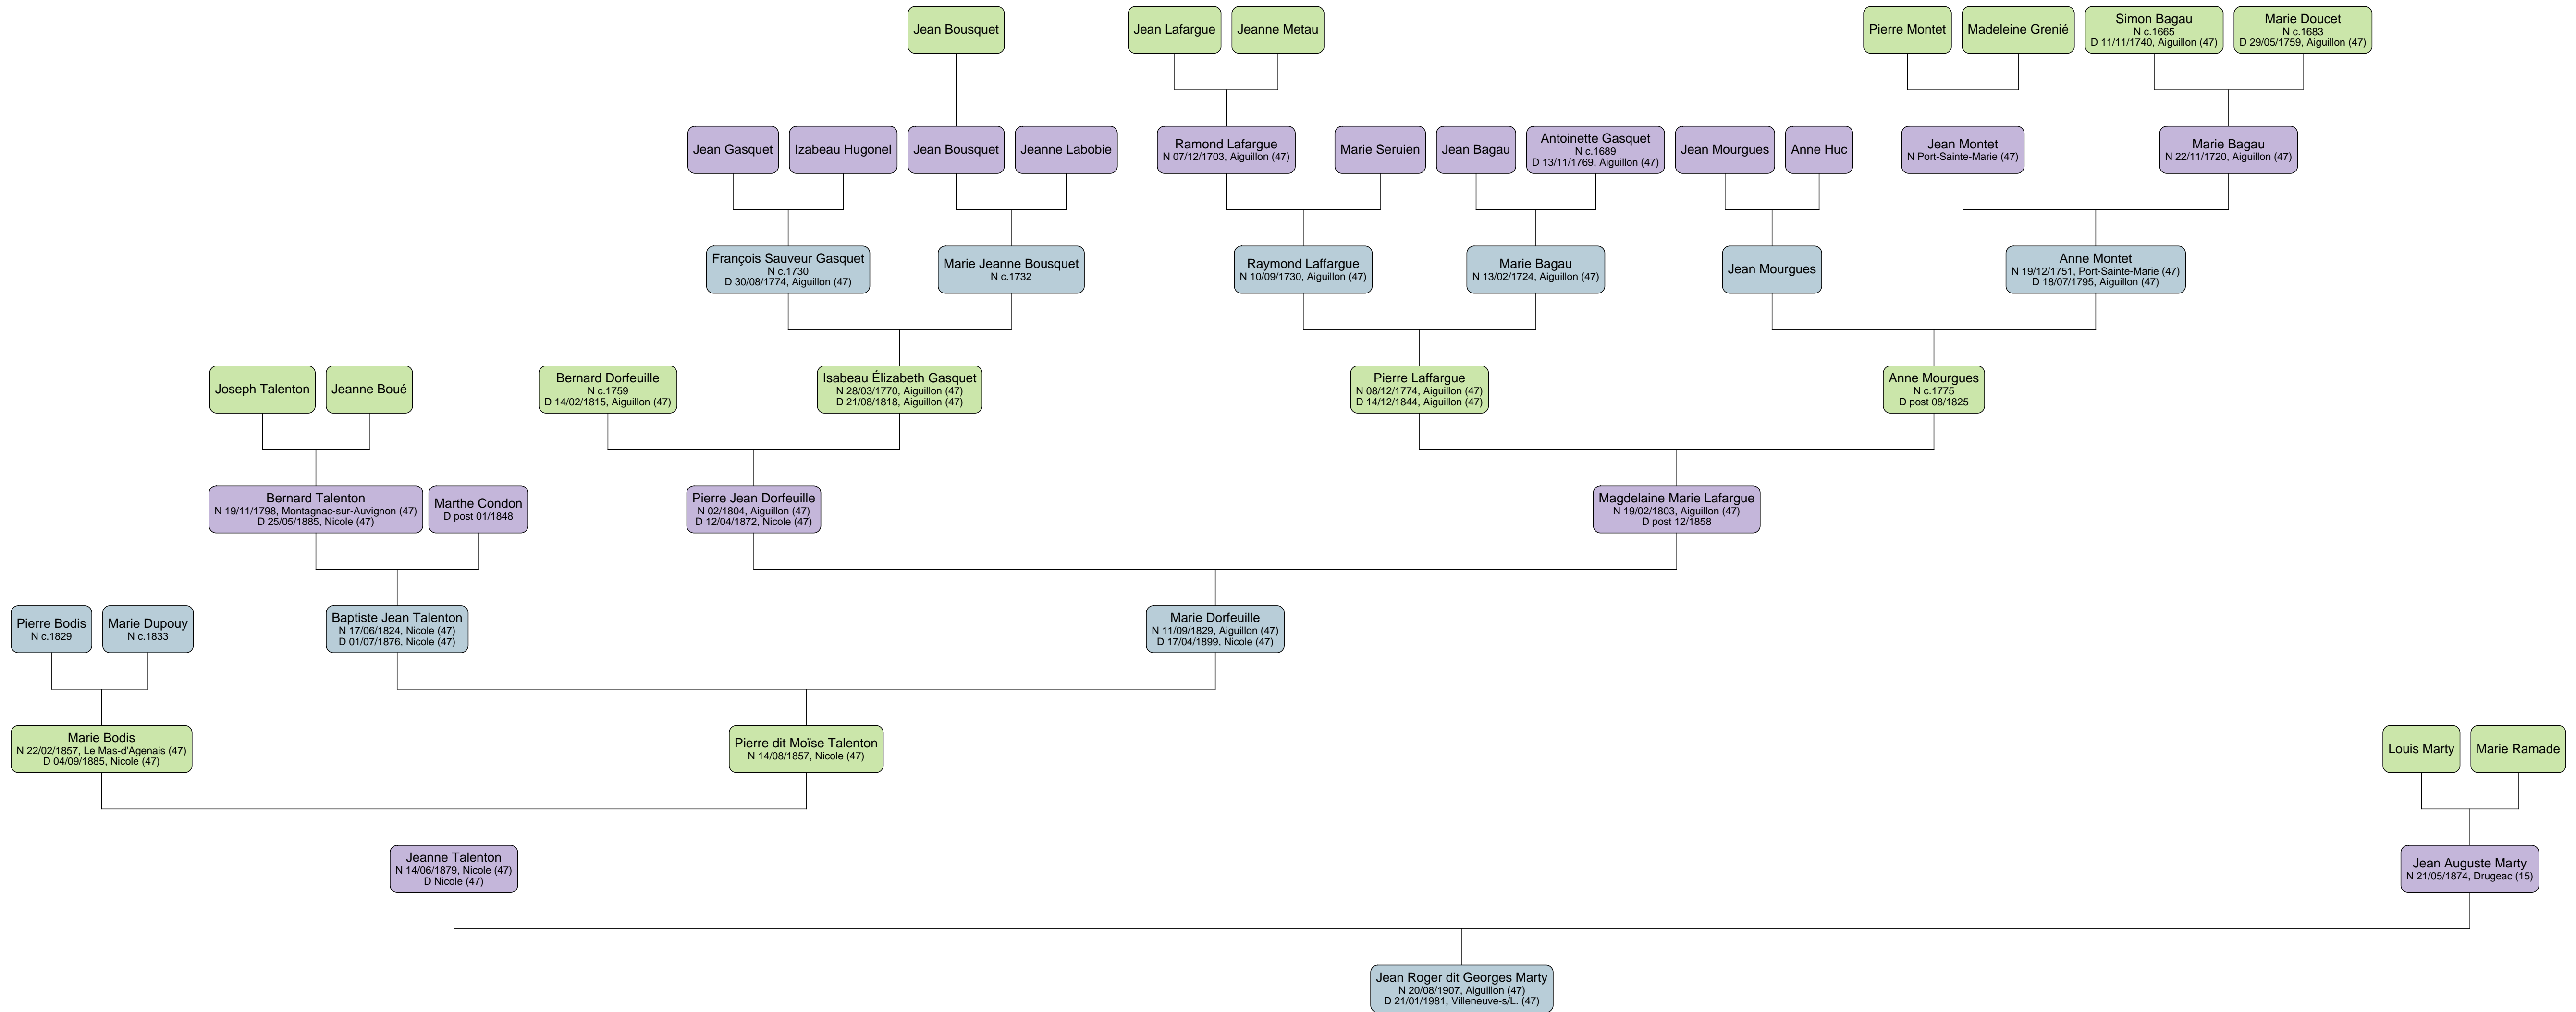 Jean Bousquet
Jean Lafargue
Jeanne Metau
Pierre Montet
Madeleine Grenié
Simon Bagau
N c.1665
D 11/11/1740, Aiguillon (47)
Marie Doucet
N c.1683
D 29/05/1759, Aiguillon (47)
Jean Gasquet
Izabeau Hugonel
Jean Bousquet
Jeanne Labobie
Ramond Lafargue
N 07/12/1703, Aiguillon (47)
Marie Seruien
Jean Bagau
Antoinette Gasquet
N c.1689
D 13/11/1769, Aiguillon (47)
Jean Mourgues
Anne Huc
Jean Montet
N Port-Sainte-Marie (47)
Marie Bagau
N 22/11/1720, Aiguillon (47)
François Sauveur Gasquet
N c.1730
D 30/08/1774, Aiguillon (47)
Marie Jeanne Bousquet
N c.1732
Raymond Laffargue
N 10/09/1730, Aiguillon (47)
Marie Bagau
N 13/02/1724, Aiguillon (47)
Jean Mourgues
Anne Montet
N 19/12/1751, Port-Sainte-Marie (47)
D 18/07/1795, Aiguillon (47)
Joseph Talenton
Jeanne Boué
Bernard Dorfeuille
N c.1759
D 14/02/1815, Aiguillon (47)
Isabeau Élizabeth Gasquet
N 28/03/1770, Aiguillon (47)
D 21/08/1818, Aiguillon (47)
Pierre Laffargue
N 08/12/1774, Aiguillon (47)
D 14/12/1844, Aiguillon (47)
Anne Mourgues
N c.1775
D post 08/1825
Bernard Talenton
N 19/11/1798, Montagnac-sur-Auvignon (47)
D 25/05/1885, Nicole (47)
Marthe Condon
D post 01/1848
Pierre Jean Dorfeuille
N 02/1804, Aiguillon (47)
D 12/04/1872, Nicole (47)
Magdelaine Marie Lafargue
N 19/02/1803, Aiguillon (47)
D post 12/1858
Pierre Bodis
N c.1829
Marie Dupouy
N c.1833
Baptiste Jean Talenton
N 17/06/1824, Nicole (47)
D 01/07/1876, Nicole (47)
Marie Dorfeuille
N 11/09/1829, Aiguillon (47)
D 17/04/1899, Nicole (47)
Marie Bodis
N 22/02/1857, Le Mas-d'Agenais (47)
D 04/09/1885, Nicole (47)
Pierre dit Moïse Talenton
N 14/08/1857, Nicole (47)
Louis Marty
Marie Ramade
Jeanne Talenton
N 14/06/1879, Nicole (47)
D Nicole (47)
Jean Auguste Marty
N 21/05/1874, Drugeac (15)
Jean Roger dit Georges Marty
N 20/08/1907, Aiguillon (47)
D 21/01/1981, Villeneuve-s/L. (47)